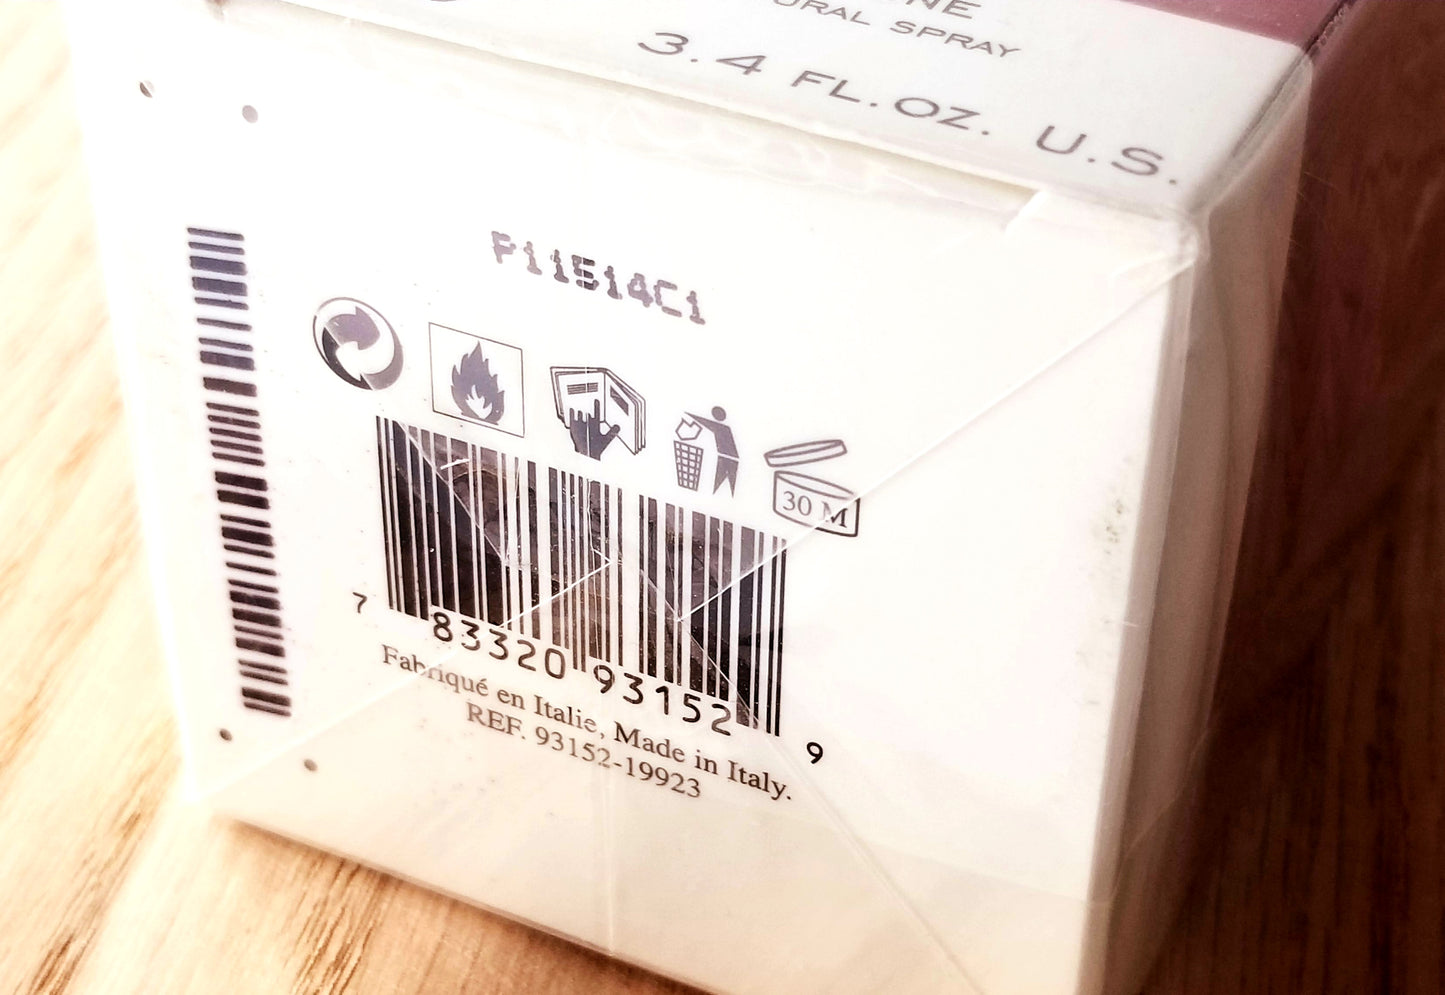 NE
URAL SPRAY
3.4 FL.OZ. U.S.
P11514C1
30 M
7 83320 93152 9
Fabriqué en Italie, Made in Italy.
REF. 93152-19923